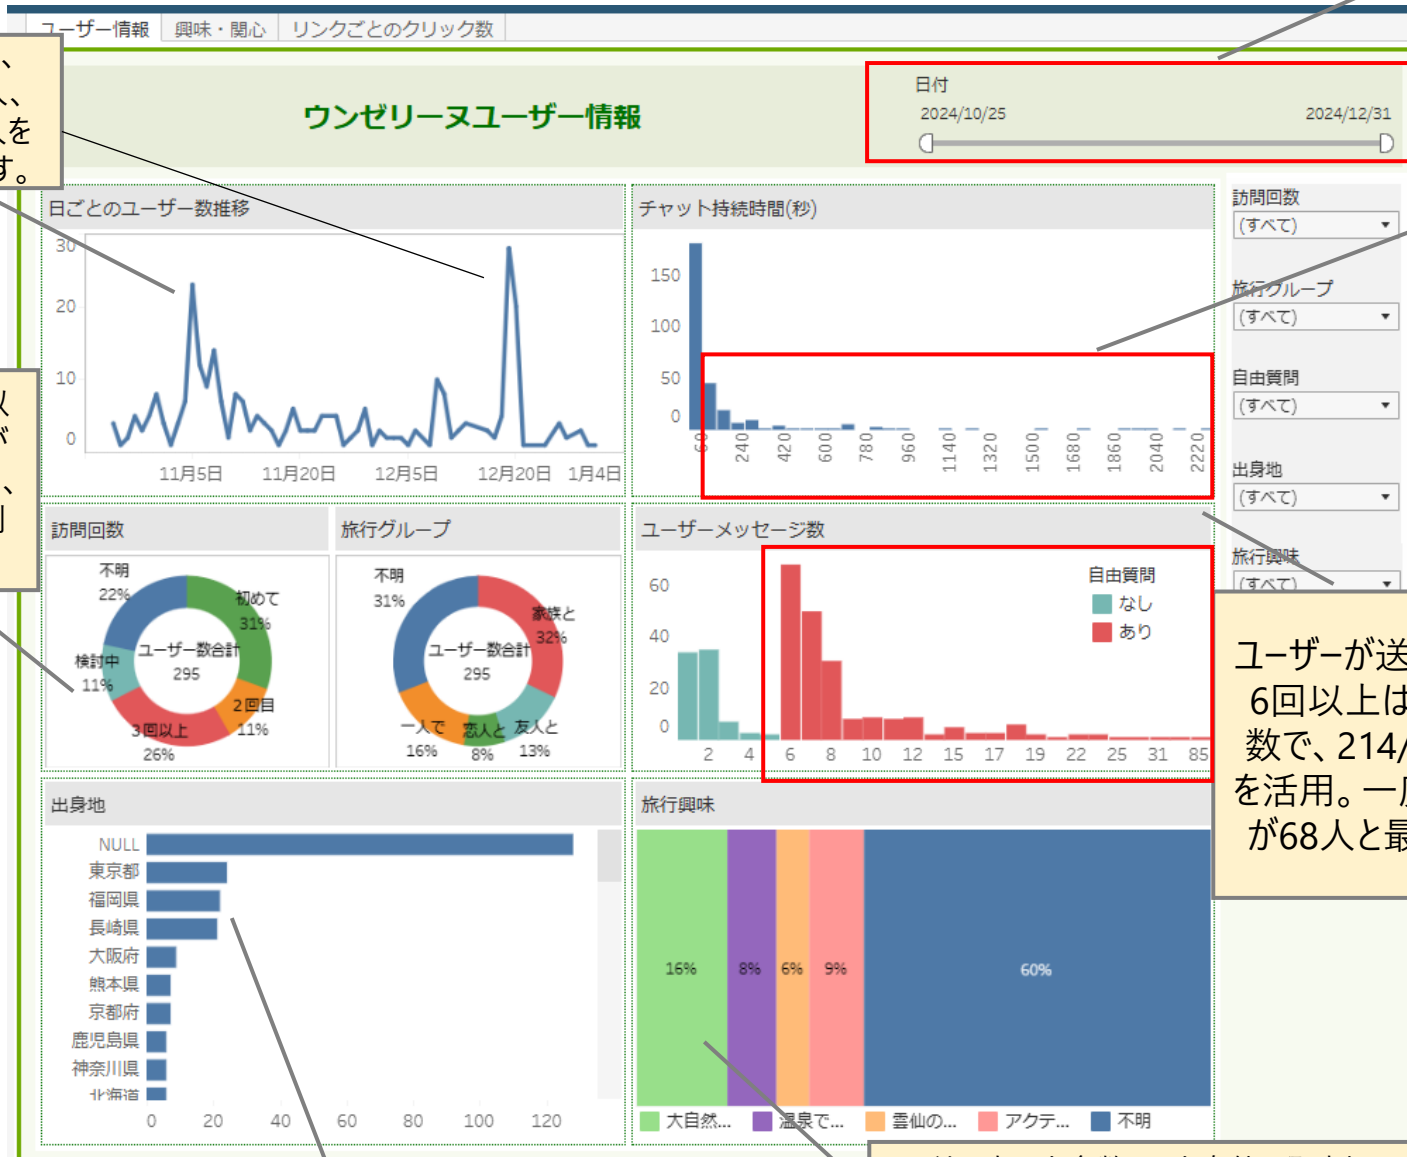 ユーザー情報 興味・関心 リンクごとのクリック数
ウンゼリーヌユーザー情報
日付
2024/10/25 2024/12/31
、
人を
す。
日ごとのユーザー数推移
30
20
10
0
11月5日 11月20日 12月5日 12月20日 1月4日
チャット持続時間(秒)
150
100
50
0
60 240 420 600 780 960 1140 1320 1500 1680 1860 2040 2220
訪問回数
(すべて)
旅行グループ
(すべて)
自由質問
(すべて)
出身地
(すべて)
旅行興味
(すべて)
が
、
訪問回数
不明
22%
初めて
31%
検討中
11%
ユーザー数合計
295
2回目
11%
3回以上
26%
旅行グループ
不明
31%
家族と
32%
ユーザー数合計
295
一人で
16%
恋人と
8%
友人と
13%
ユーザーメッセージ数
60
40
20
0
2 4 6 8 10 12 15 17 19 22 25 31 85
自由質問
なし
あり
ユーザーが送
6回以上は
数で、214/
を活用。一度
が68人と最
出身地
NULL
東京都
福岡県
長崎県
大阪府
熊本県
京都府
鹿児島県
神奈川県
北海道
0 20 40 60 80 100 120
旅行興味
16% 8% 6% 9% 60%
大自然... 温泉で... 雲仙の... アクテ... 不明